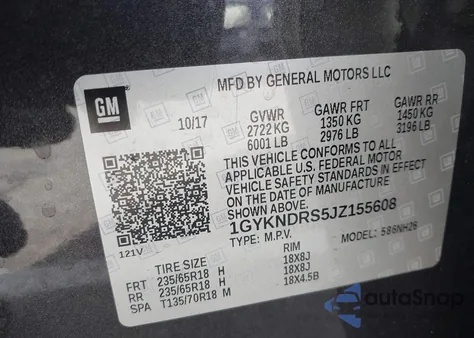 MFD BY GENERAL MOTORS LLC
GM
10/17
GVWR GAWR FRT GAWR RR
2722 KG 1350 KG 1450 KG
6001 LB 2976 LB 3196 LB
THIS VEHICLE CONFORMS TO ALL
APPLICABLE U.S. FEDERAL MOTOR
VEHICLE SAFETY STANDARDS IN EFFECT
ON THE DATE OF MANUFACTURE
1GYKNDRS5JZ155608
TYPE: M.P.V. MODEL: 586NH26
121V
TIRE SIZE RIM
FRT 235/65R18 H 18X8J
RR 235/65R18 H 18X8J
SPA T135/70R18 M 18X4.5B
autoSnap